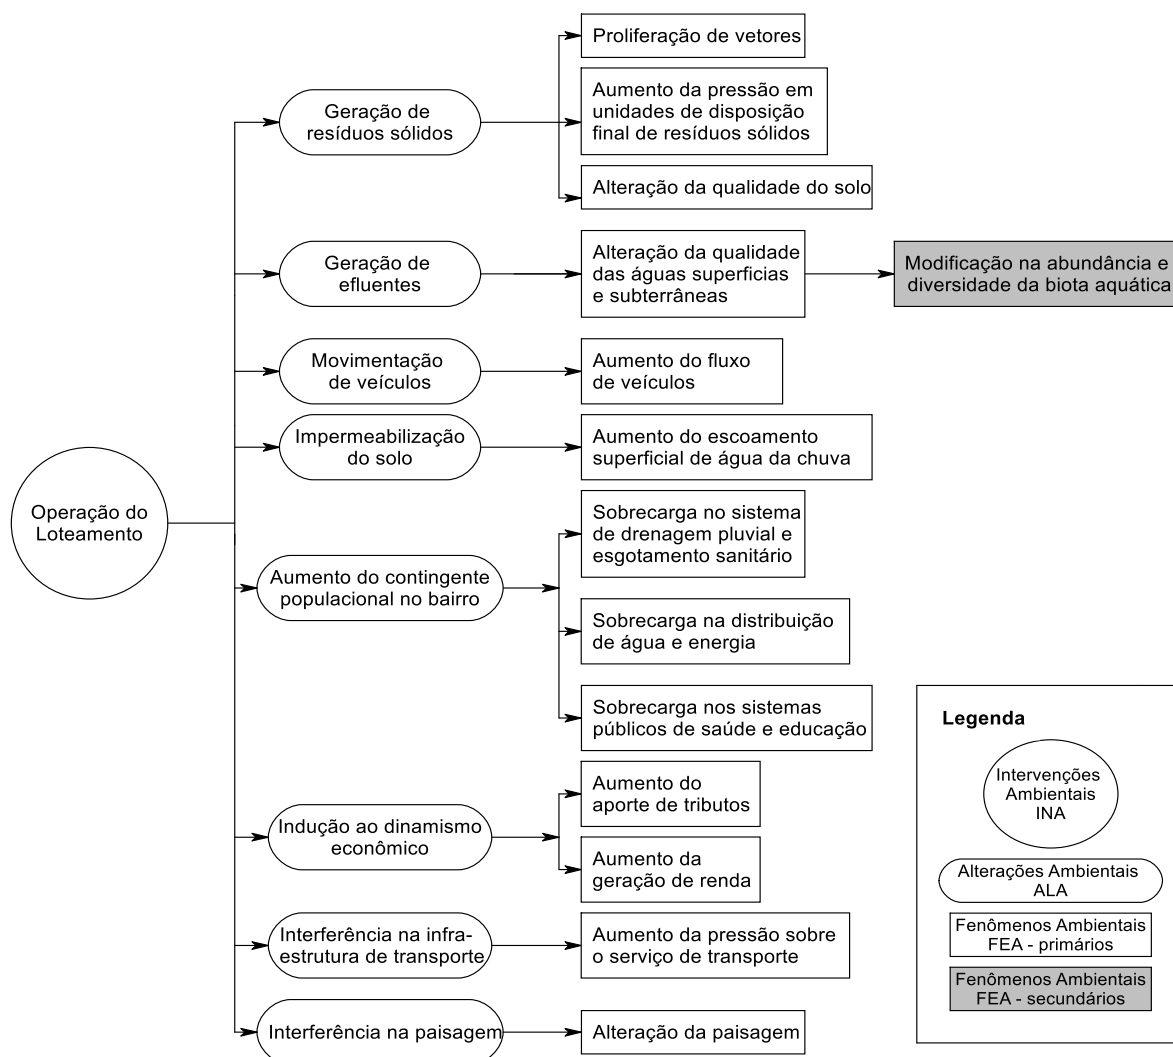 Proliferação de vetores
Geração de
resíduos sólidos
Aumento da pressão em
unidades de disposição
final de resíduos sólidos
Alteração da qualidade do solo
Geração de
efluentes
Alteração da qualidade
das águas superficias
e subterrâneas
Modificação na abundância e
diversidade da biota aquática
Movimentação
de veículos
Aumento do fluxo
de veículos
Impermeabilização
do solo
Aumento do escoamento
superficial de água da chuva
Operação do
Loteamento
Aumento do contingente
populacional no bairro
Sobrecarga no sistema
de drenagem pluvial e
esgotamento sanitário
Sobrecarga na distribuição
de água e energia
Sobrecarga nos sistemas
públicos de saúde e educação
Indução ao dinamismo
econômico
Aumento do
aporte de tributos
Aumento da
geração de renda
Interferência na infra-
estrutura de transporte
Aumento da pressão sobre
o serviço de transporte
Interferência na paisagem
Alteração da paisagem
Legenda
Intervenções
Ambientais
INA
Alterações Ambientais
ALA
Fenômenos Ambientais
FEA - primários
Fenômenos Ambientais
FEA - secundários